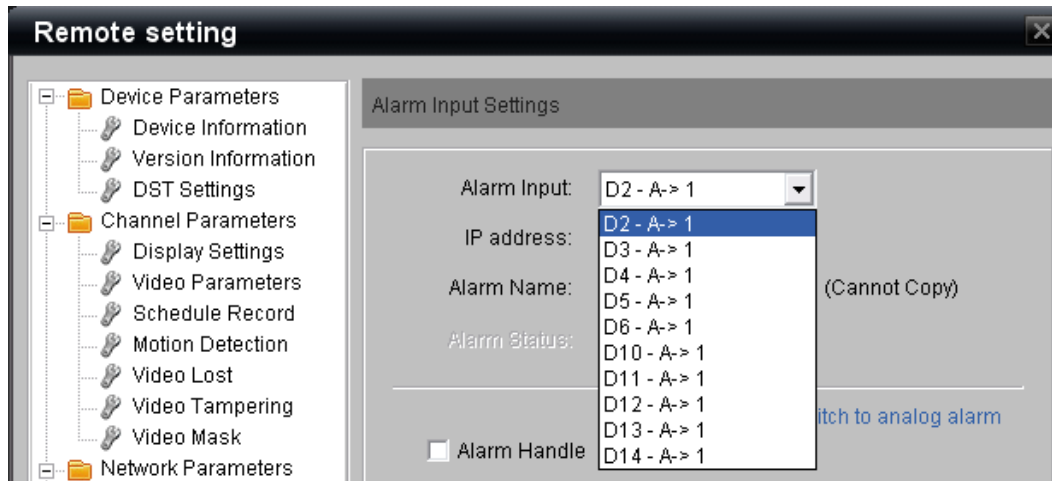 Remote setting
Device Parameters
Device Information
Version Information
DST Settings
Channel Parameters
Display Settings
Video Parameters
Schedule Record
Motion Detection
Video Lost
Video Tampering
Video Mask
Network Parameters
Alarm Input Settings
Alarm Input: D2 - A-> 1
D2 - A-> 1
D3 - A-> 1
D4 - A-> 1
D5 - A-> 1
D6 - A-> 1
D10 - A-> 1
D11 - A-> 1
D12 - A-> 1
D13 - A-> 1
D14 - A-> 1
IP address:
Alarm Name: (Cannot Copy)
Alarm Status:
itch to analog alarm
Alarm Handle